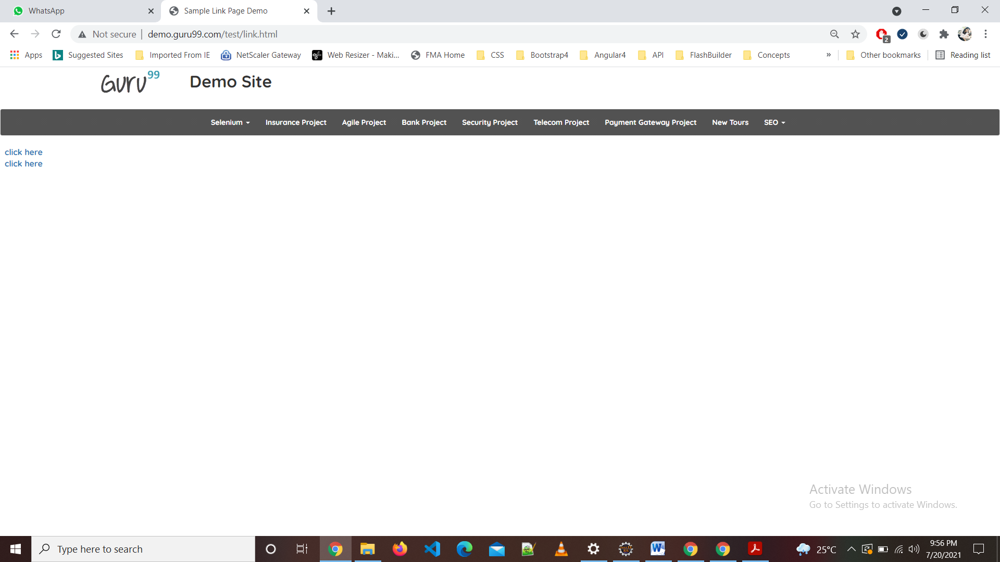 WhatsApp
Sample Link Page Demo
Not secure
demo.guru99.com/test/link.html
2
Apps
Suggested Sites
Imported From IE
NetScaler Gateway
Web Resizer - Maki...
FMA Home
CSS
Bootstrap4
Angular4
API
FlashBuilder
Concepts
»
Other bookmarks
Reading list
Guru99
Demo Site
Selenium
Insurance Project
Agile Project
Bank Project
Security Project
Telecom Project
Payment Gateway Project
New Tours
SEO
click here
click here
Activate Windows
Go to Settings to activate Windows.
Type here to search
25°C
9:56 PM
7/20/2021